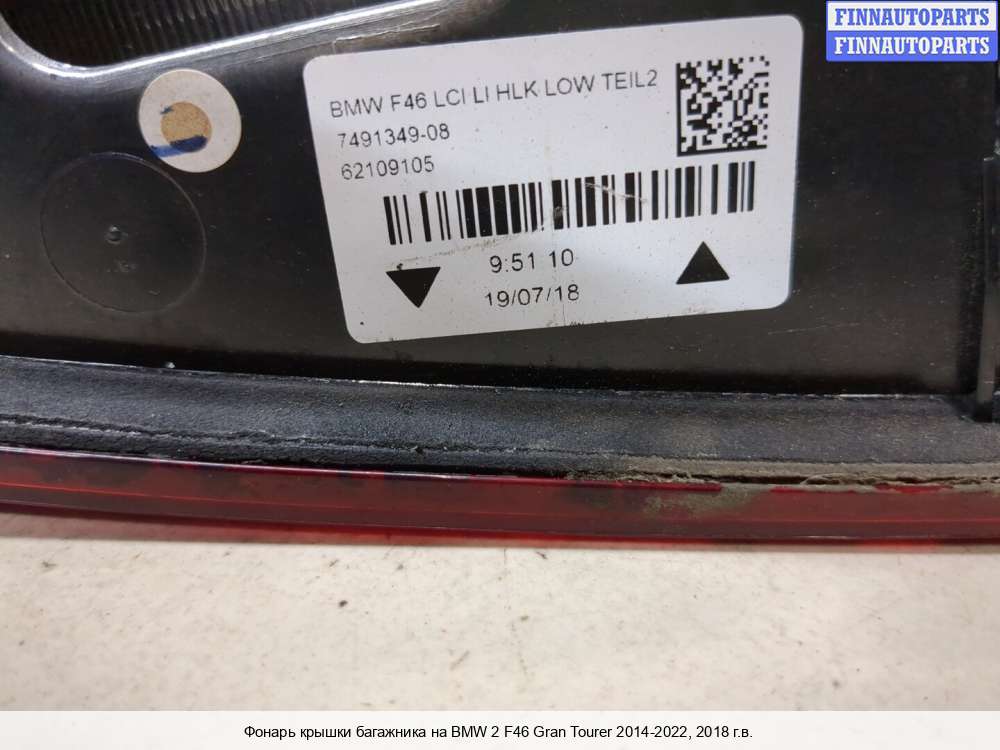 FINNAUTOPARTS
FINNAUTOPARTS
BMW F46 LCI LI HLK LOW TEIL2
7491349-08
62109105
9:51 10
19/07/18
Фонарь крышки багажника на BMW 2 F46 Gran Tourer 2014-2022, 2018 г.в.